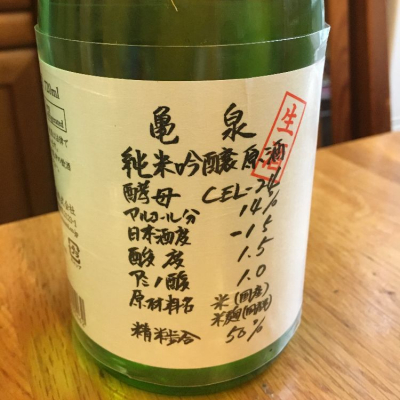 亀泉
生酒
純米吟醸原酒
酵母 CEL-24
アルコール分 14%
日本酒度 -15
酸度 1.5
アミノ酸 1.0
原材料名 米(国産)
米麹(国産米)
精米歩合 50%